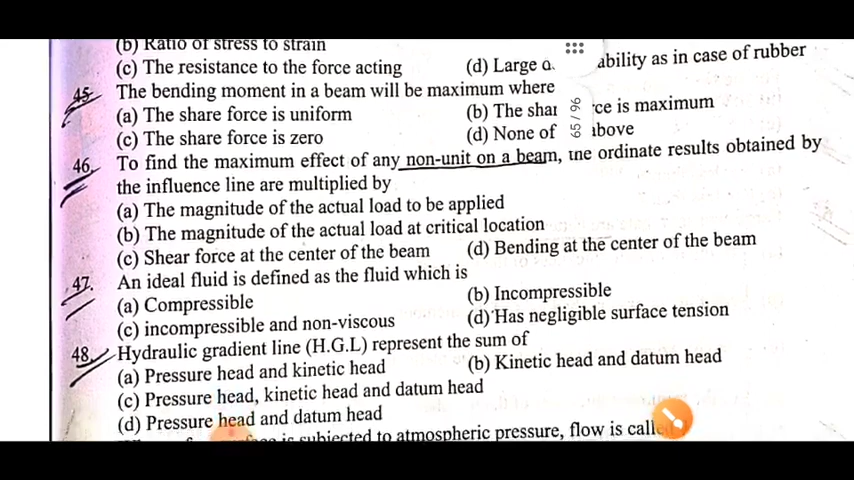 (b) Ratio of stress to strain
(c) The resistance to the force acting (d) Large ability as in case of rubber
45. The bending moment in a beam will be maximum where
(a) The share force is uniform (b) The shar ce is maximum
(c) The share force is zero (d) None of above
65 / 96
46. To find the maximum effect of any non-unit on a beam, the ordinate results obtained by
the influence line are multiplied by
(a) The magnitude of the actual load to be applied
(b) The magnitude of the actual load at critical location
(c) Shear force at the center of the beam (d) Bending at the center of the beam
47. An ideal fluid is defined as the fluid which is
(a) Compressible (b) Incompressible
(c) incompressible and non-viscous (d) Has negligible surface tension
48. Hydraulic gradient line (H.G.L) represent the sum of
(a) Pressure head and kinetic head (b) Kinetic head and datum head
(c) Pressure head, kinetic head and datum head
(d) Pressure head and datum head
is subjected to atmospheric pressure, flow is called